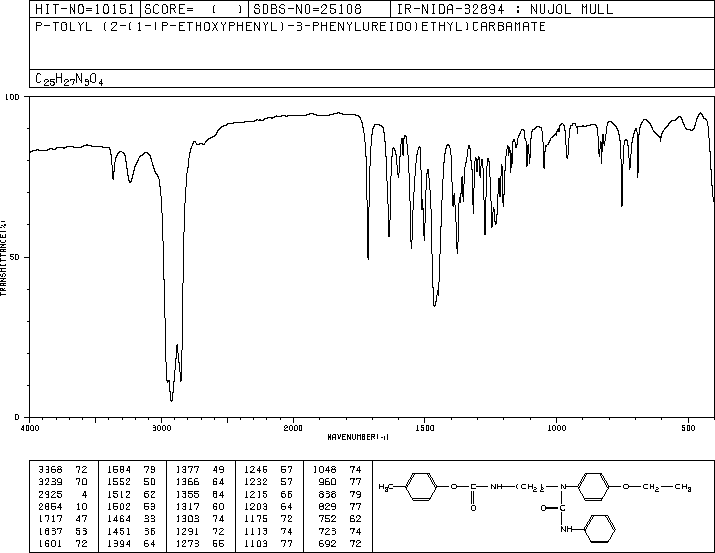 HIT-NO=10151 SCORE= ( ) SDBS-NO=25108 IR-NIDA-32894 : NUJOL MULL
P-TOLYL (2-(1-(P-ETHOXYPHENYL)-3-PHENYLUREIDO)ETHYL)CARBAMATE
C25H27N3O4
100
50
0
TRANSMITTANCE(%)
4000 3000 2000 1500 1000 500
WAVENUMBER(-1)
3368 72 1584 79 1377 49 1246 57 1048 74
3239 70 1552 50 1366 64 1232 57 960 77
2925 4 1512 62 1355 64 1215 66 838 79
2854 10 1502 53 1317 60 1203 64 829 77
1717 47 1464 33 1303 74 1175 72 752 62
1637 53 1451 36 1291 72 1113 74 723 74
1601 72 1394 64 1273 55 1103 77 692 72
H3C O C NH (CH2)2 N O CH2 CH3
O O C
NH